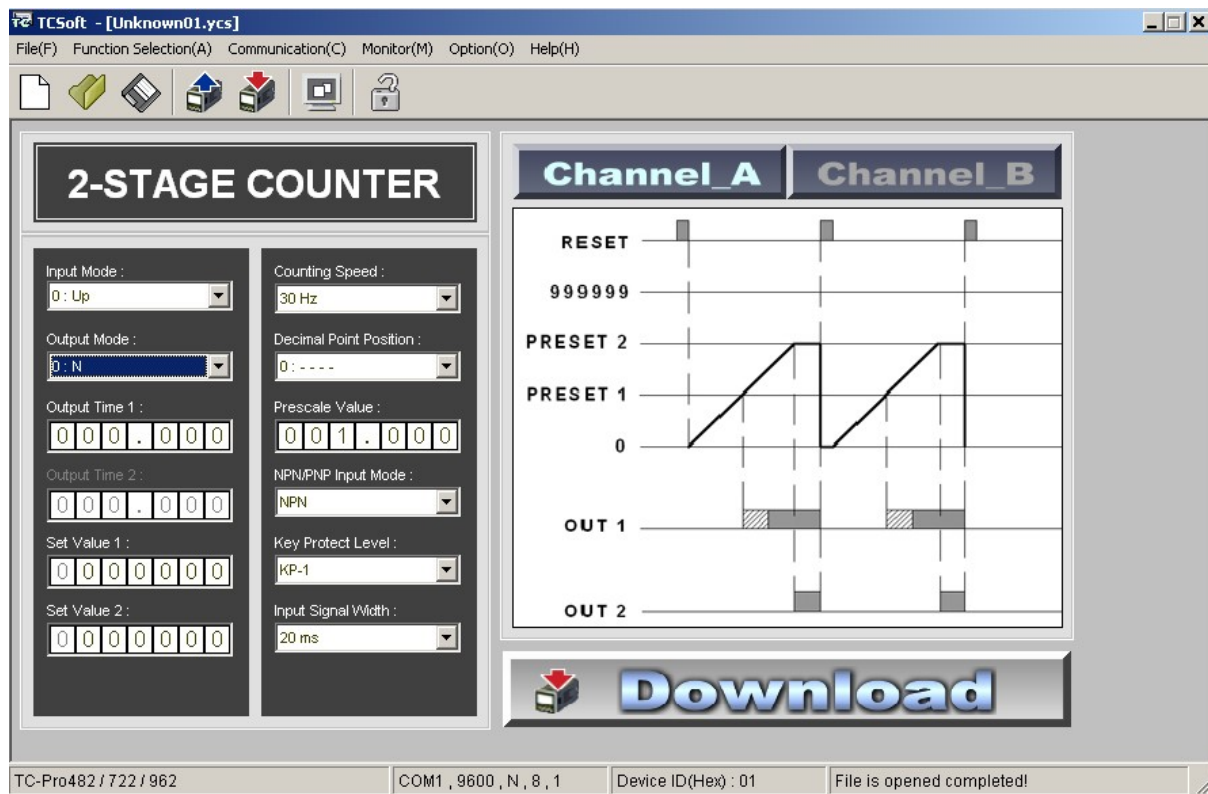 TCSoft - [Unknown01.ycs]
File(F) Function Selection(A) Communication(C) Monitor(M) Option(O) Help(H)
2-STAGE COUNTER
Input Mode :
0 : Up
Output Mode :
0 : N
Output Time 1 :
000.000
Output Time 2 :
000.000
Set Value 1 :
0000000
Set Value 2 :
0000000
Counting Speed :
30 Hz
Decimal Point Position :
0 : - - - -
Prescale Value :
001.000
NPN/PNP Input Mode :
NPN
Key Protect Level :
KP-1
Input Signal Width :
20 ms
Channel_A Channel_B
RESET
999999
PRESET 2
PRESET 1
0
OUT 1
OUT 2
Download
TC-Pro482 / 722 / 962 COM1 , 9600 , N , 8 , 1 Device ID(Hex) : 01 File is opened completed!